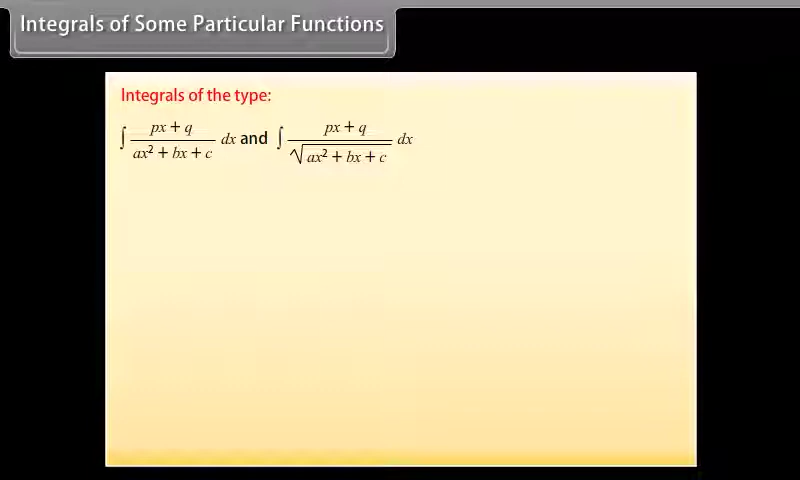 Integrals of Some Particular Functions
Integrals of the type:
∫ (px + q)/(ax² + bx + c) dx and ∫ (px + q)/√(ax² + bx + c) dx